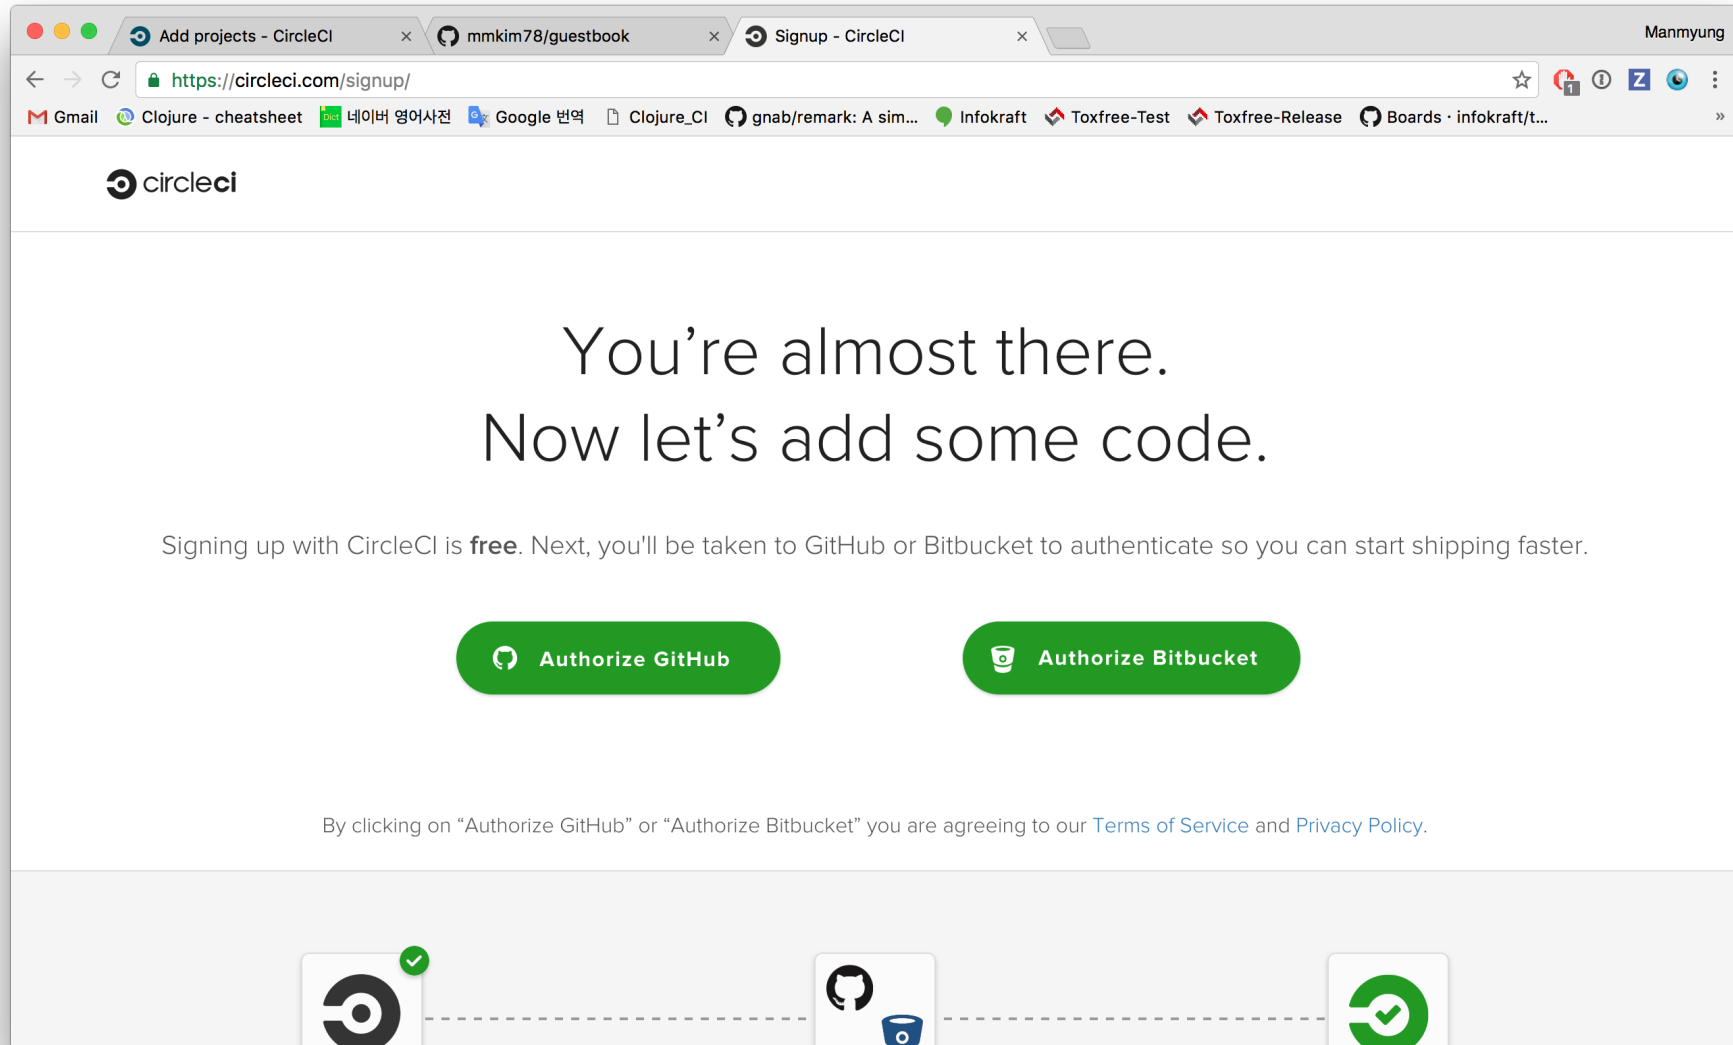 Add projects - CircleCI
mmkim78/guestbook
Signup - CircleCI
Manmyung
https://circleci.com/signup/
1
Z
Gmail
Clojure - cheatsheet
Dict 네이버 영어사전
Google 번역
Clojure_CI
gnab/remark: A sim...
Infokraft
Toxfree-Test
Toxfree-Release
Boards · infokraft/t...
»
circleci
You’re almost there.
Now let’s add some code.
Signing up with CircleCI is free. Next, you'll be taken to GitHub or Bitbucket to authenticate so you can start shipping faster.
Authorize GitHub
Authorize Bitbucket
By clicking on “Authorize GitHub” or “Authorize Bitbucket” you are agreeing to our Terms of Service and Privacy Policy.